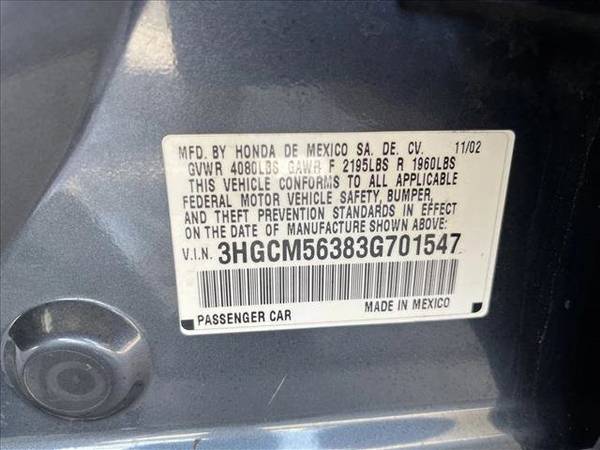 MFD. BY HONDA DE MEXICO SA. DE. CV. 11/02
GVWR 4080LBS GAWR F 2195LBS R 1960LBS
THIS VEHICLE CONFORMS TO ALL APPLICABLE
FEDERAL MOTOR VEHICLE SAFETY, BUMPER,
AND THEFT PREVENTION STANDARDS IN EFFECT
ON THE DATE OF MANUFACTURE SHOWN ABOVE.
V.I.N. 3HGCM56383G701547
PASSENGER CAR MADE IN MEXICO